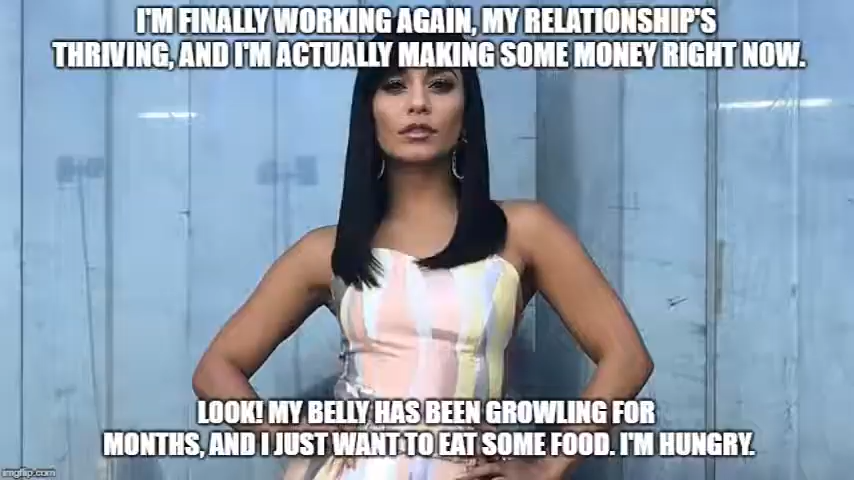 I'M FINALLY WORKING AGAIN, MY RELATIONSHIP'S
THRIVING, AND I'M ACTUALLY MAKING SOME MONEY RIGHT NOW.
LOOK! MY BELLY HAS BEEN GROWLING FOR
MONTHS, AND I JUST WANT TO EAT SOME FOOD. I'M HUNGRY.
imgflip.com